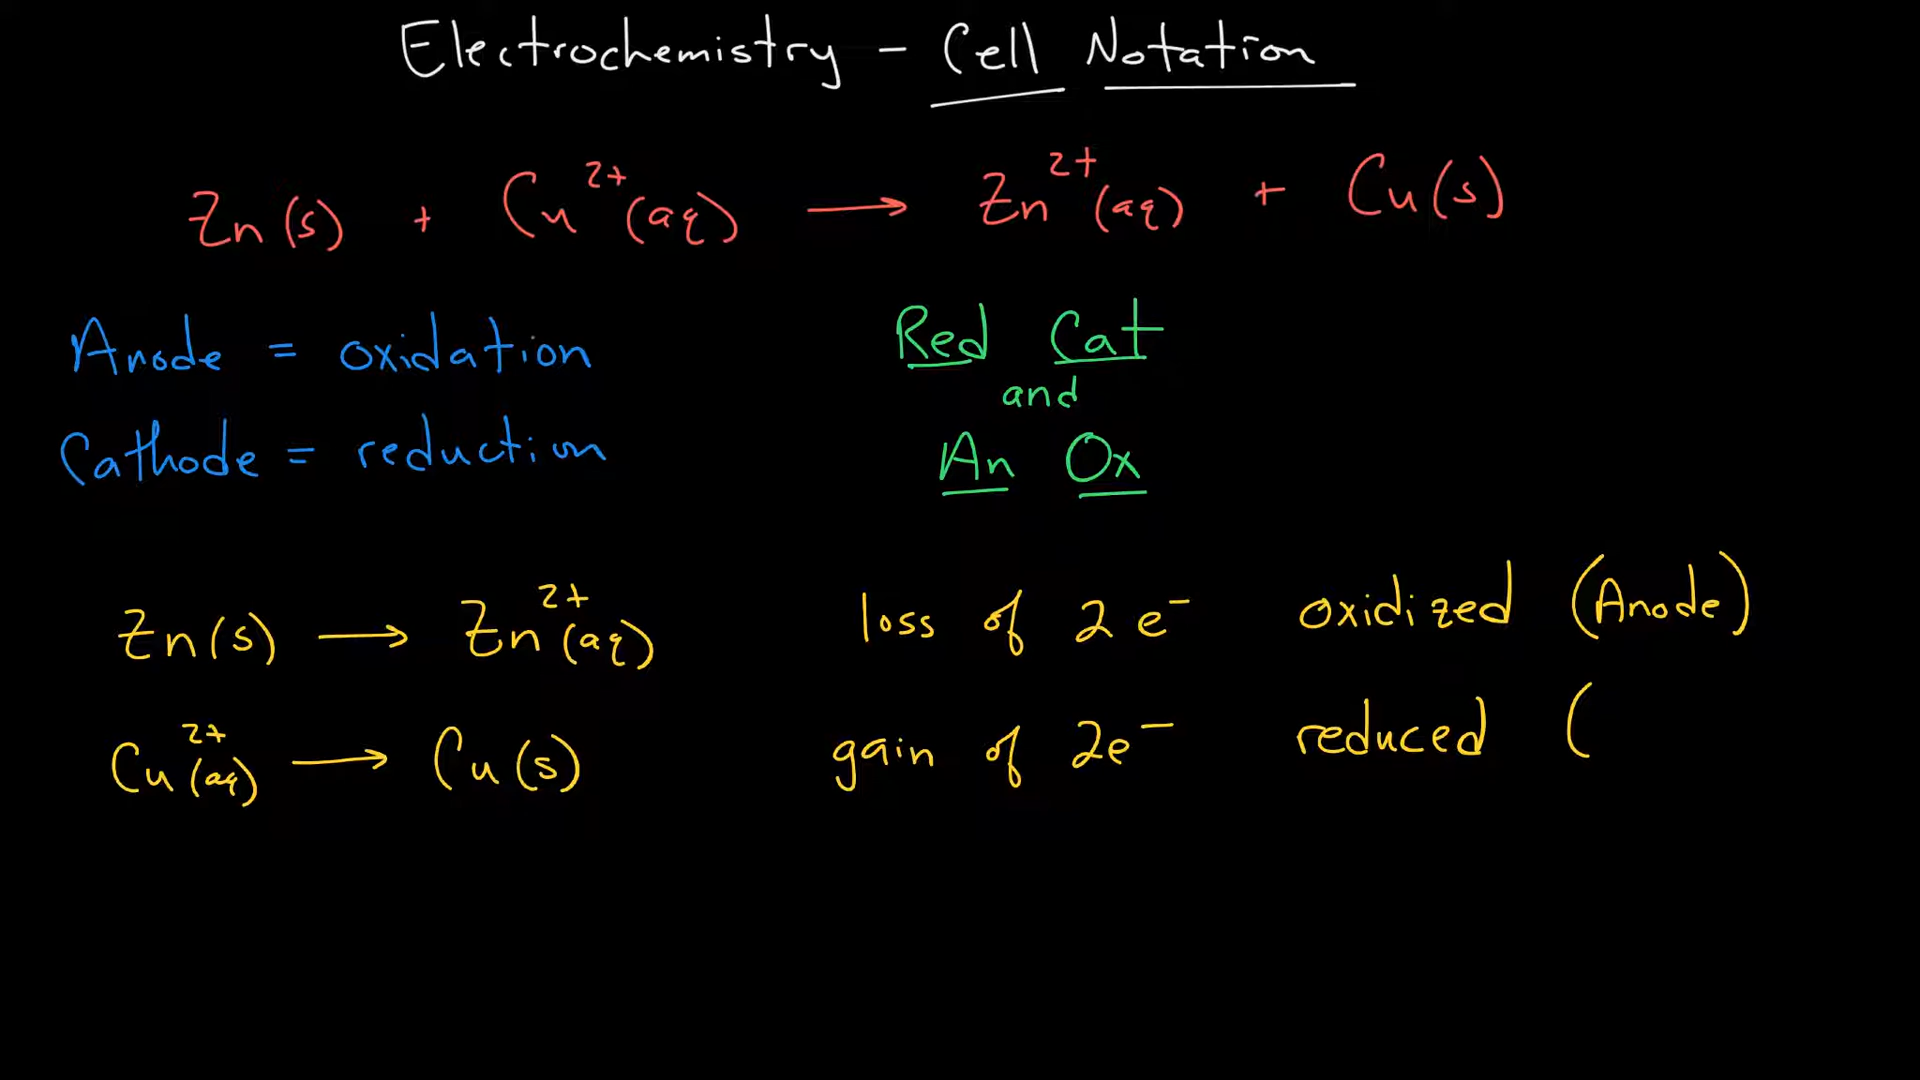 Electrochemistry - Cell Notation
Zn(s) + Cu²⁺(aq) → Zn²⁺(aq) + Cu(s)
Anode = oxidation
Cathode = reduction
Red Cat
and
An Ox
Zn(s) → Zn²⁺(aq) loss of 2e⁻ oxidized (Anode)
Cu²⁺(aq) → Cu(s) gain of 2e⁻ reduced (